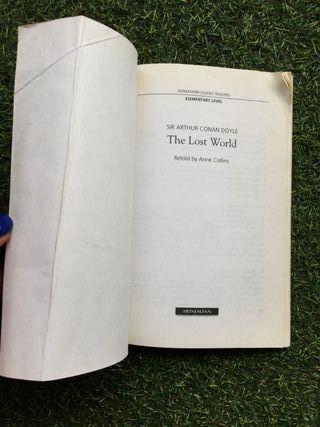 HEINEMANN GUIDED READERS
ELEMENTARY LEVEL
SIR ARTHUR CONAN DOYLE
The Lost World
Retold by Anne Collins
HEINEMANN